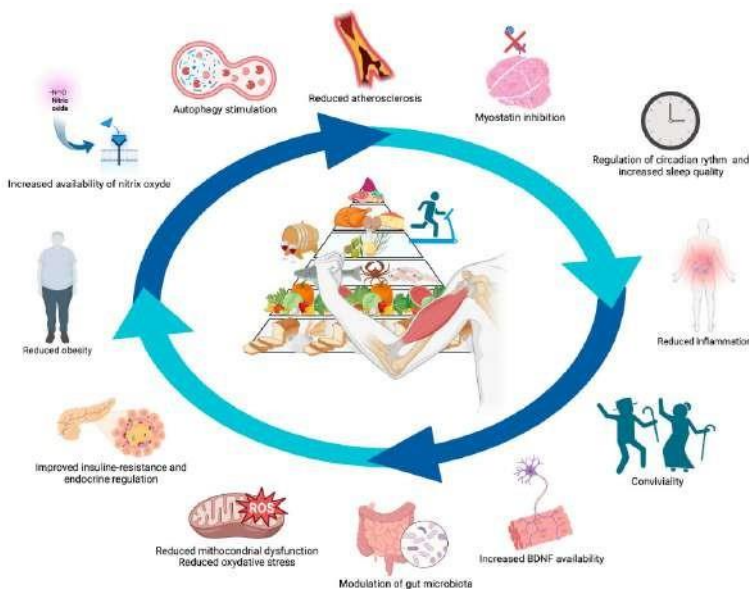 Autophagy stimulation
Reduced atherosclerosis
Myostatin inhibition
Nitric
oxide
Increased availability of nitrix oxyde
Regulation of circadian rythm and
increased sleep quality
Reduced obesity
Reduced inflammation
Improved insuline-resistance and
endocrine regulation
Conviviality
ROS
Reduced mithocondrial dysfunction
Reduced oxydative stress
Increased BDNF availability
Modulation of gut microbiota